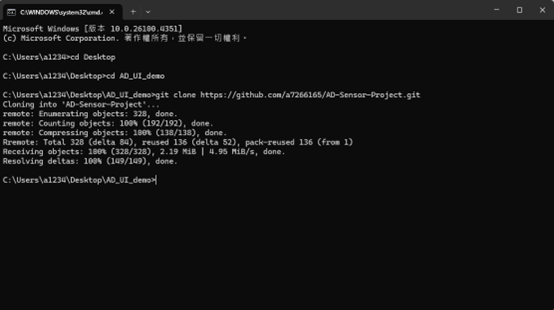 C:\WINDOWS\system32\cmd.
Microsoft Windows [版本 10.0.26100.4351]
(c) Microsoft Corporation. 著作權所有，並保留一切權利。
C:\Users\a1234>cd Desktop
C:\Users\a1234\Desktop>cd AD_UI_demo
C:\Users\a1234\Desktop\AD_UI_demo>git clone https://github.com/a7266165/AD-Sensor-Project.git
Cloning into 'AD-Sensor-Project'...
remote: Enumerating objects: 328, done.
remote: Counting objects: 100% (192/192), done.
remote: Compressing objects: 100% (138/138), done.
Rremote: Total 328 (delta 84), reused 136 (delta 52), pack-reused 136 (from 1)
Receiving objects: 100% (328/328), 2.19 MiB | 4.95 MiB/s, done.
Resolving deltas: 100% (149/149), done.
C:\Users\a1234\Desktop\AD_UI_demo>